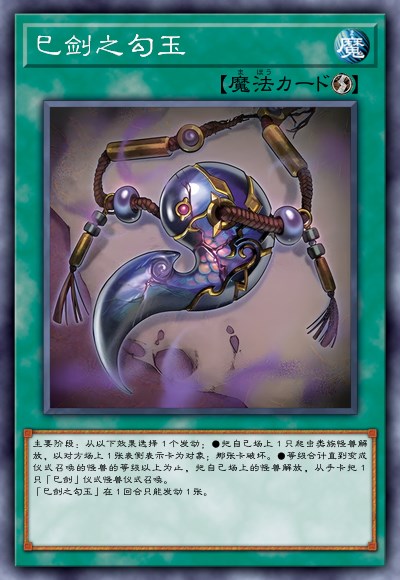 巳剑之勾玉
魔
【魔法カード】
ま ほう
主要阶段：从以下效果选择1个发动；●把自己场上1只爬虫类族怪兽解
放，以对方场上1张表侧表示卡为对象；那张卡破坏。●等级合计直到变成
仪式召唤的怪兽的等级以上为止，把自己场上的怪兽解放，从手卡把1
只「巳剑」仪式怪兽仪式召唤。
「巳剑之勾玉」在1回合只能发动1张。